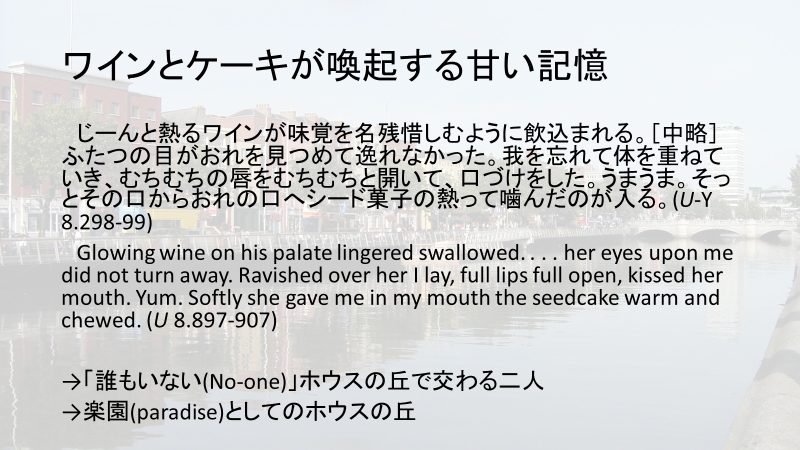 ワインとケーキが喚起する甘い記憶
じーんと熱るワインが味覚を名残惜しむように飲込まれる。［中略］
ふたつの目がおれを見つめて逸れなかった。我を忘れて体を重ねて
いき、むちむちの唇をむちむちと開いて、口づけをした。うまうま。そっ
とその口からおれの口へシード菓子の熱って噛んだのが入る。(U-Y
8.298-99)
Glowing wine on his palate lingered swallowed. . . . her eyes upon me
did not turn away. Ravished over her I lay, full lips full open, kissed her
mouth. Yum. Softly she gave me in my mouth the seedcake warm and
chewed. (U 8.897-907)
→「誰もいない(No-one)」ホウスの丘で交わる二人
→楽園(paradise)としてのホウスの丘